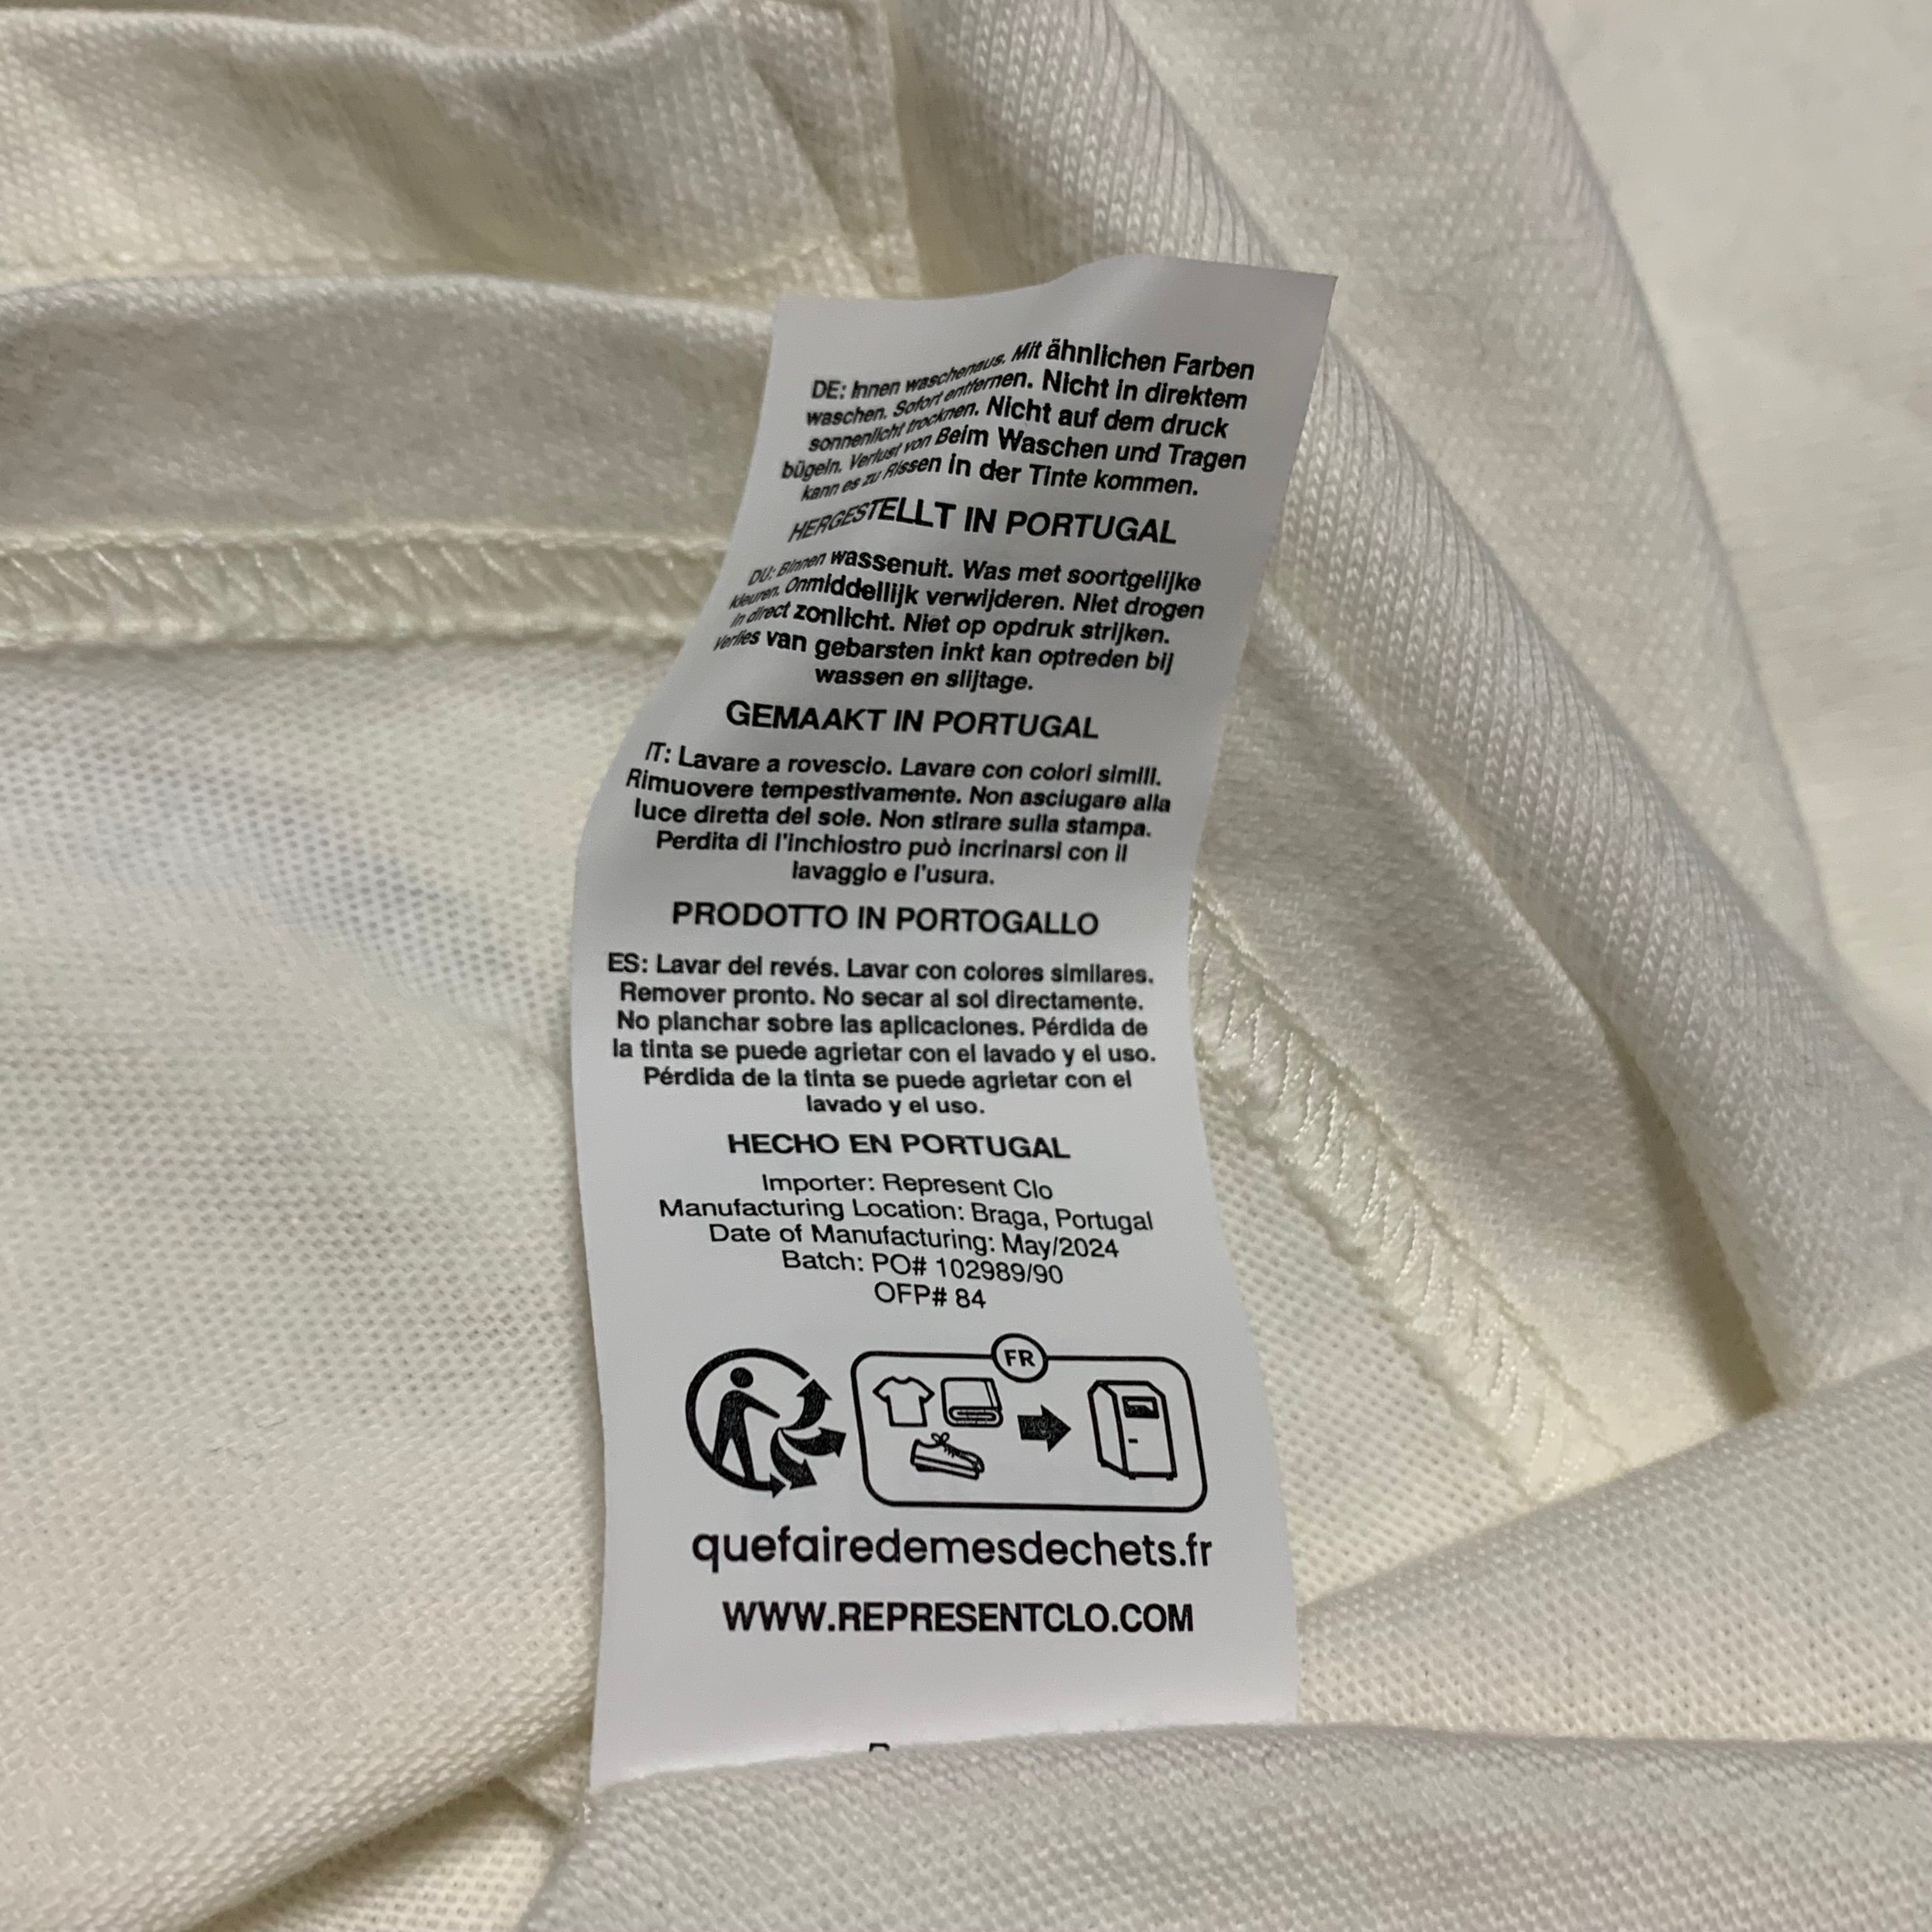 DE: Innen waschenaus. Mit ähnlichen Farben
waschen. Sofort entfernen. Nicht in direktem
sonnenlicht trocknen. Nicht auf dem druck
bügeln. Verlust von Beim Waschen und Tragen
kann es zu Rissen in der Tinte kommen.
HERGESTELLT IN PORTUGAL
DU: Binnen wassenuit. Was met soortgelijke
kleuren. Onmiddellijk verwijderen. Niet drogen
in direct zonlicht. Niet op opdruk strijken.
Verlies van gebarsten inkt kan optreden bij
wassen en slijtage.
GEMAAKT IN PORTUGAL
IT: Lavare a rovescio. Lavare con colori simili.
Rimuovere tempestivamente. Non asciugare alla
luce diretta del sole. Non stirare sulla stampa.
Perdita di l'inchiostro può incrinarsi con il
lavaggio e l'usura.
PRODOTTO IN PORTOGALLO
ES: Lavar del revés. Lavar con colores similares.
Remover pronto. No secar al sol directamente.
No planchar sobre las aplicaciones. Pérdida de
la tinta se puede agrietar con el lavado y el uso.
Pérdida de la tinta se puede agrietar con el
lavado y el uso.
HECHO EN PORTUGAL
Importer: Represent Clo
Manufacturing Location: Braga, Portugal
Date of Manufacturing: May/2024
Batch: PO# 102989/90
OFP# 84
FR
quefairedemesdechets.fr
WWW.REPRESENTCLO.COM